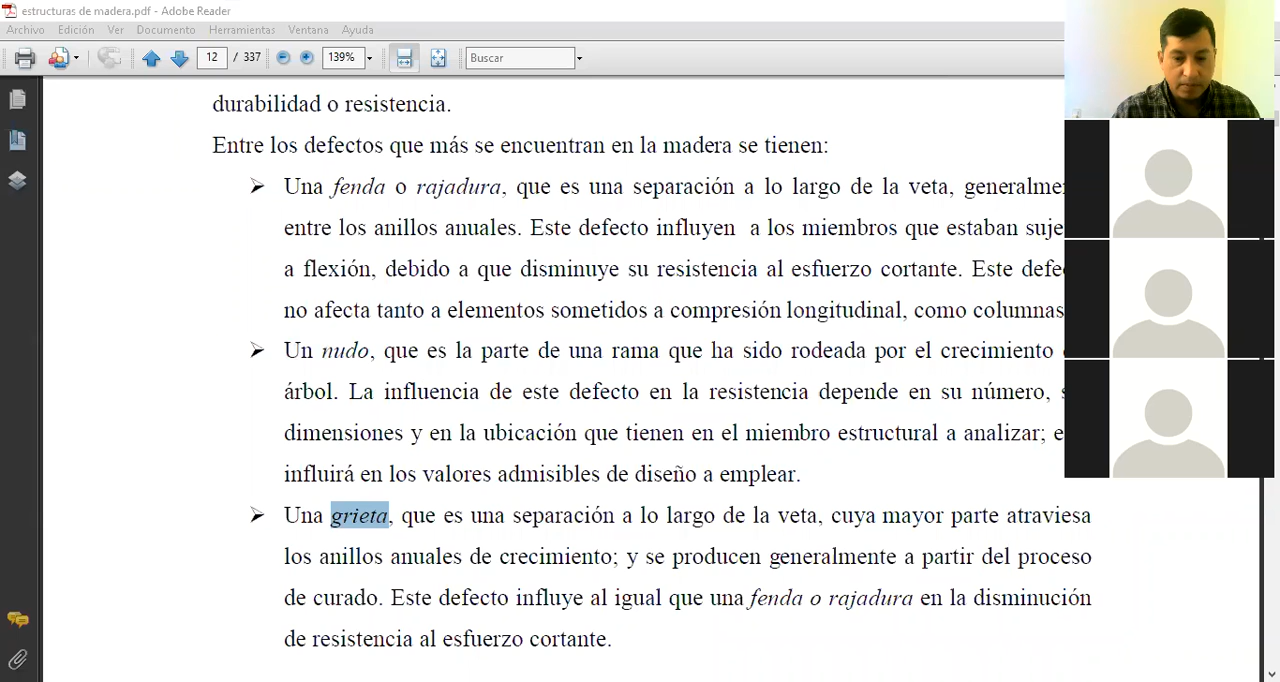 estructuras de madera.pdf - Adobe Reader
Archivo Edición Ver Documento Herramientas Ventana Ayuda
12 / 337 139% Buscar
durabilidad o resistencia.
Entre los defectos que más se encuentran en la madera se tienen:
➢ Una fenda o rajadura, que es una separación a lo largo de la veta,
entre los anillos anuales. Este defecto influyen a los miembros que estaban
a flexión, debido a que disminuye su resistencia al esfuerzo cortante. Este
no afecta tanto a elementos sometidos a compresión longitudinal, como columnas
➢ Un nudo, que es la parte de una rama que ha sido rodeada por el crecimiento
árbol. La influencia de este defecto en la resistencia depende en su número,
dimensiones y en la ubicación que tienen en el miembro estructural a analizar;
influirá en los valores admisibles de diseño a emplear.
➢ Una grieta, que es una separación a lo largo de la veta, cuya mayor parte atraviesa
los anillos anuales de crecimiento; y se producen generalmente a partir del proceso
de curado. Este defecto influye al igual que una fenda o rajadura en la disminución
de resistencia al esfuerzo cortante.